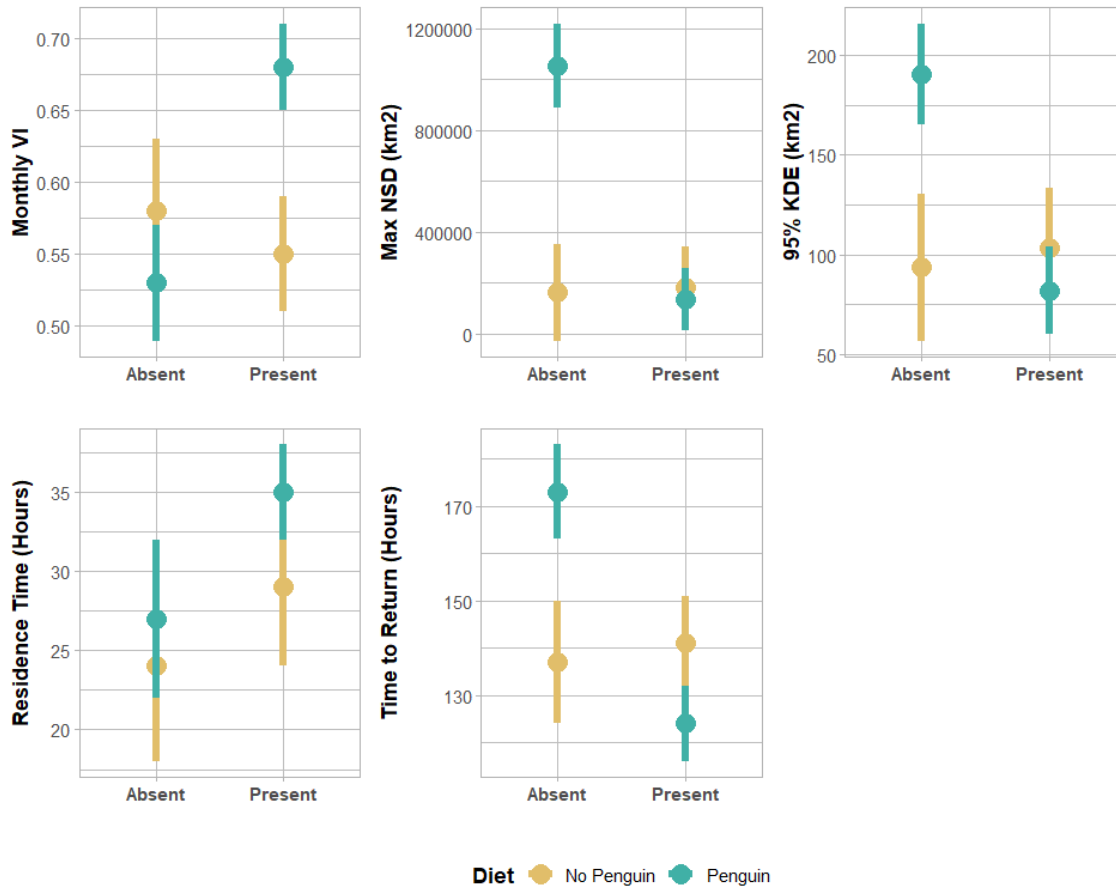 Monthly VI
0.70
0.65
0.60
0.55
0.50
Absent Present
Max NSD (km2)
1200000
800000
400000
0
Absent Present
95% KDE (km2)
200
150
100
50
Absent Present
Residence Time (Hours)
35
30
25
20
Absent Present
Time to Return (Hours)
170
150
130
Absent Present
Diet No Penguin Penguin